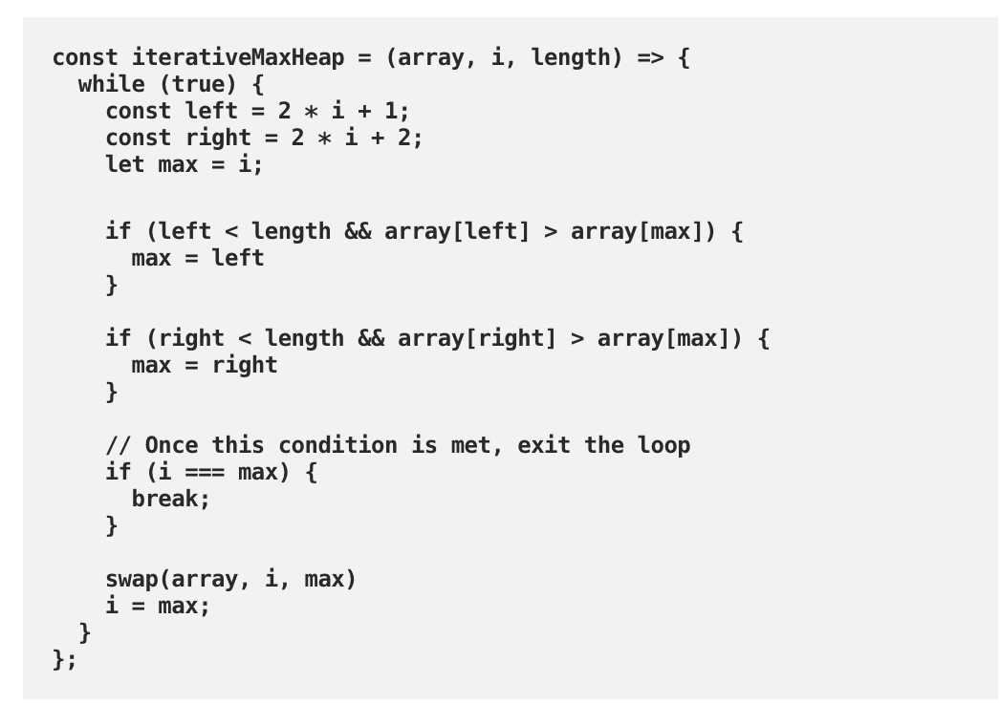 const iterativeMaxHeap = (array, i, length) => {
  while (true) {
    const left = 2 * i + 1;
    const right = 2 * i + 2;
    let max = i;

    if (left < length && array[left] > array[max]) {
      max = left
    }

    if (right < length && array[right] > array[max]) {
      max = right
    }

    // Once this condition is met, exit the loop
    if (i === max) {
      break;
    }

    swap(array, i, max)
    i = max;
  }
};